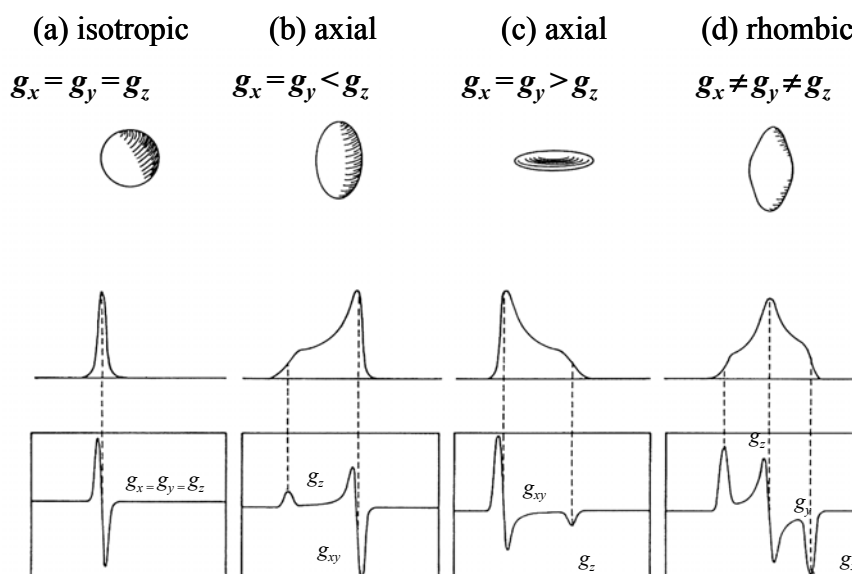 (a) isotropic
(b) axial
(c) axial
(d) rhombic
gx = gy = gz
gx = gy < gz
gx = gy > gz
gx ≠ gy ≠ gz
gx = gy = gz
gz
gxy
gxy
gz
gz
gy